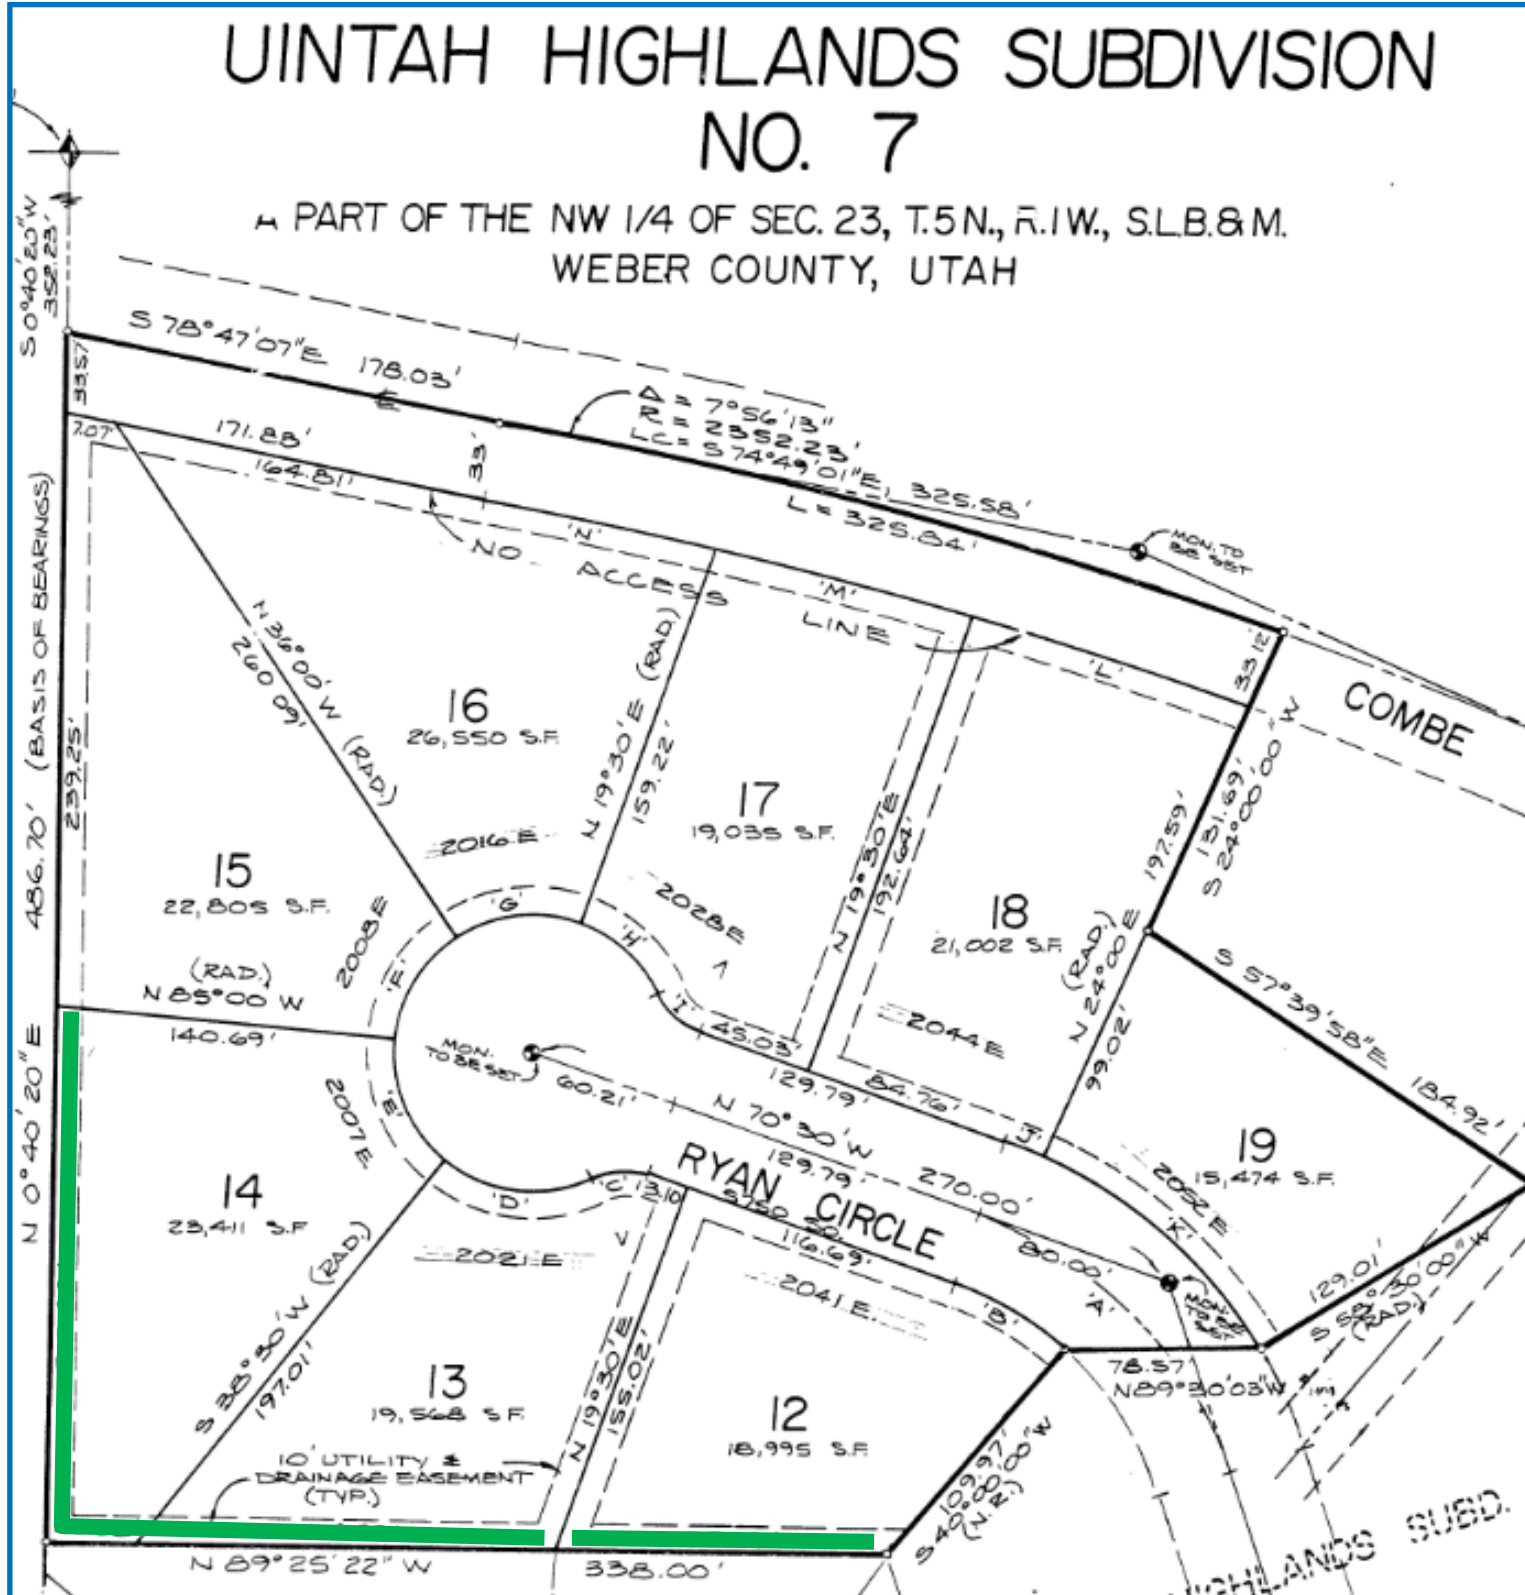 UINTAH HIGHLANDS SUBDIVISION
NO. 7
A PART OF THE NW 1/4 OF SEC. 23, T.5N., R.1W., S.L.B.&M.
WEBER COUNTY, UTAH
S 0°40'20"W
352.23'
S 78°47'07"E 178.03'
33.57'
Δ = 7°56'13"
R = 2352.23'
LC = S74°49'01"E, 325.58'
L = 325.84'
7.07'
171.88'
164.81'
33'
'N'
NO ACCESS
LINE
'M'
'L'
MON. TO
BE SET
33.12'
COMBE
N 36°00' W (RAD.)
260.09'
16
26,550 S.F.
2016 E
N 19°30' E (RAD.)
159.22'
17
19,035 S.F.
2028 E
N 19°30' E
192.64'
18
21,002 S.F.
2044 E
197.59'
131.69'
S 24°00'00" W
N 24°00' E
(RAD.)
99.02'
239.25'
N 0°40'20" E 486.70' (BASIS OF BEARINGS)
15
22,805 S.F.
2008 E
(RAD.)
N 85°00 W
140.69'
'G'
'H'
'F'
'I'
'E'
'D'
'C'
MON.
TO BE SET
60.21'
45.03'
129.79'
84.76'
'J'
N 70°30' W
129.79'
270.00'
RYAN CIRCLE
80.00'
S 57°39'58" E 184.92'
19
15,474 S.F.
2052 E
'K'
129.01'
S 58°30'00" W
(RAD.)
14
23,411 S.F.
2007 E
S 38°30' W (RAD.)
197.01'
13.10
116.69'
2021 E
2041 E
'B'
'A'
MON.
78.57'
N89°30'03"W
13
19,568 S.F.
N 19°30' E
155.02'
12
18,995 S.F.
109.97'
S 40°00'00" W
(N.R.)
10' UTILITY &
DRAINAGE EASEMENT
(TYP.)
N 89°25'22" W 338.00'
HIGHLANDS SUBD.